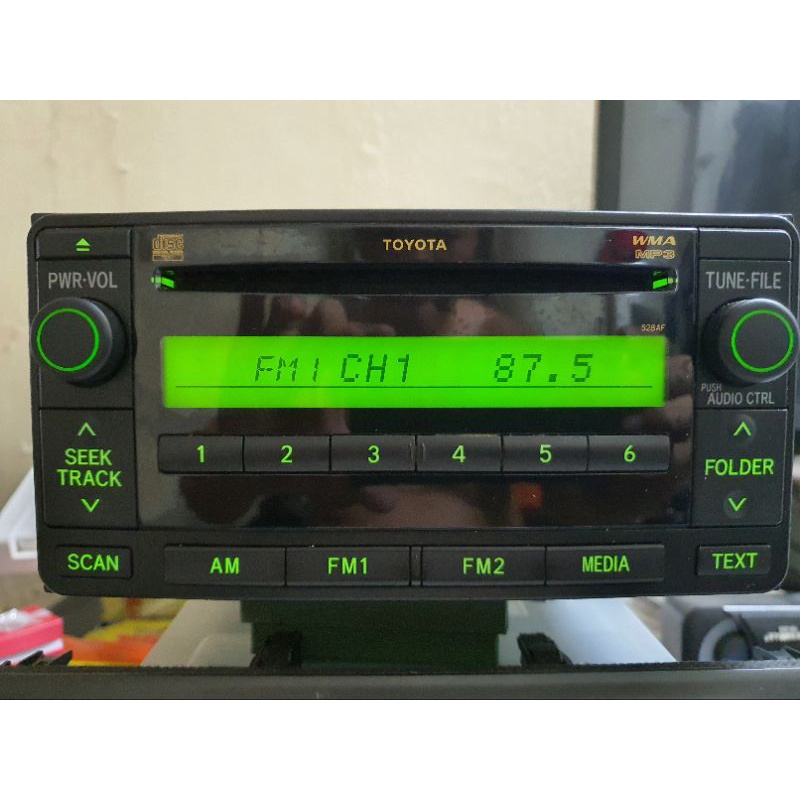 disc
TOYOTA
WMA
MP3
PWR·VOL
TUNE·FILE
528AF
FM1 CH1 87.5
PUSH
AUDIO CTRL
SEEK
TRACK
1 2 3 4 5 6
FOLDER
SCAN
AM FM1 FM2 MEDIA
TEXT